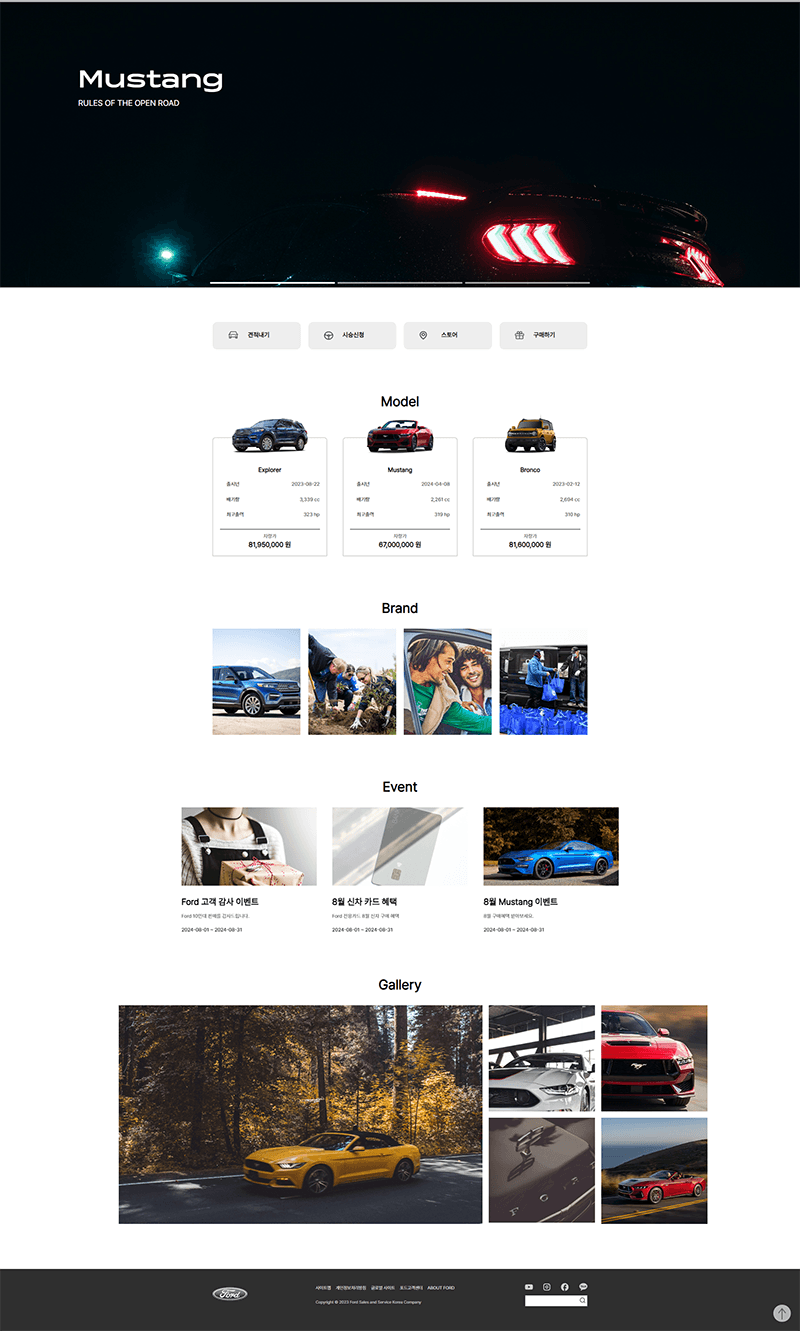 Mustang
RULES OF THE OPEN ROAD
견적내기 시승신청 스토어 구매하기
Model
Explorer
출시년 2023-08-22
배기량 3,339 cc
최고출력 323 hp
차량가
81,950,000 원
Mustang
출시년 2024-04-08
배기량 2,261 cc
최고출력 319 hp
차량가
67,000,000 원
Bronco
출시년 2023-02-12
배기량 2,694 cc
최고출력 310 hp
차량가
81,600,000 원
Brand
Event
Ford 고객 감사 이벤트
Ford 10만대 판매를 감사드립니다.
2024-08-01 ~ 2024-08-31
8월 신차 카드 혜택
Ford 전용카드 8월 신차 구매 혜택
2024-08-01 ~ 2024-08-31
8월 Mustang 이벤트
8월 구매혜택 받아보세요.
2024-08-01 ~ 2024-08-31
Gallery
FORD
Ford
사이트맵 개인정보처리방침 글로벌 사이트 포드고객센터 ABOUT FORD
Copyright © 2023 Ford Sales and Service Korea Company